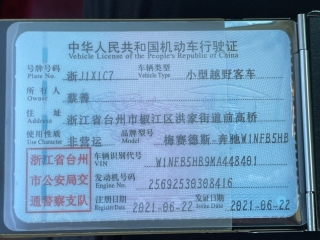 中华人民共和国机动车行驶证
Vehicle License of the People's Republic of China
号牌号码 浙J1X1C7 车辆类型 小型越野客车
Plate No. Vehicle Type
所有人 蔡善
Owner
住址 浙江省台州市椒江区洪家街道前高桥
Address
使用性质 非营运 品牌型号 梅赛德斯-奔驰W1NFB5HB
Use Character Model
浙江省台州市公安局交通警察支队
车辆识别代号 W1NFB5HB9MA448401
VIN
发动机号码 25692530308416
Engine No.
注册日期 2021-06-22 发证日期 2021-06-22
Register Date Issue Date